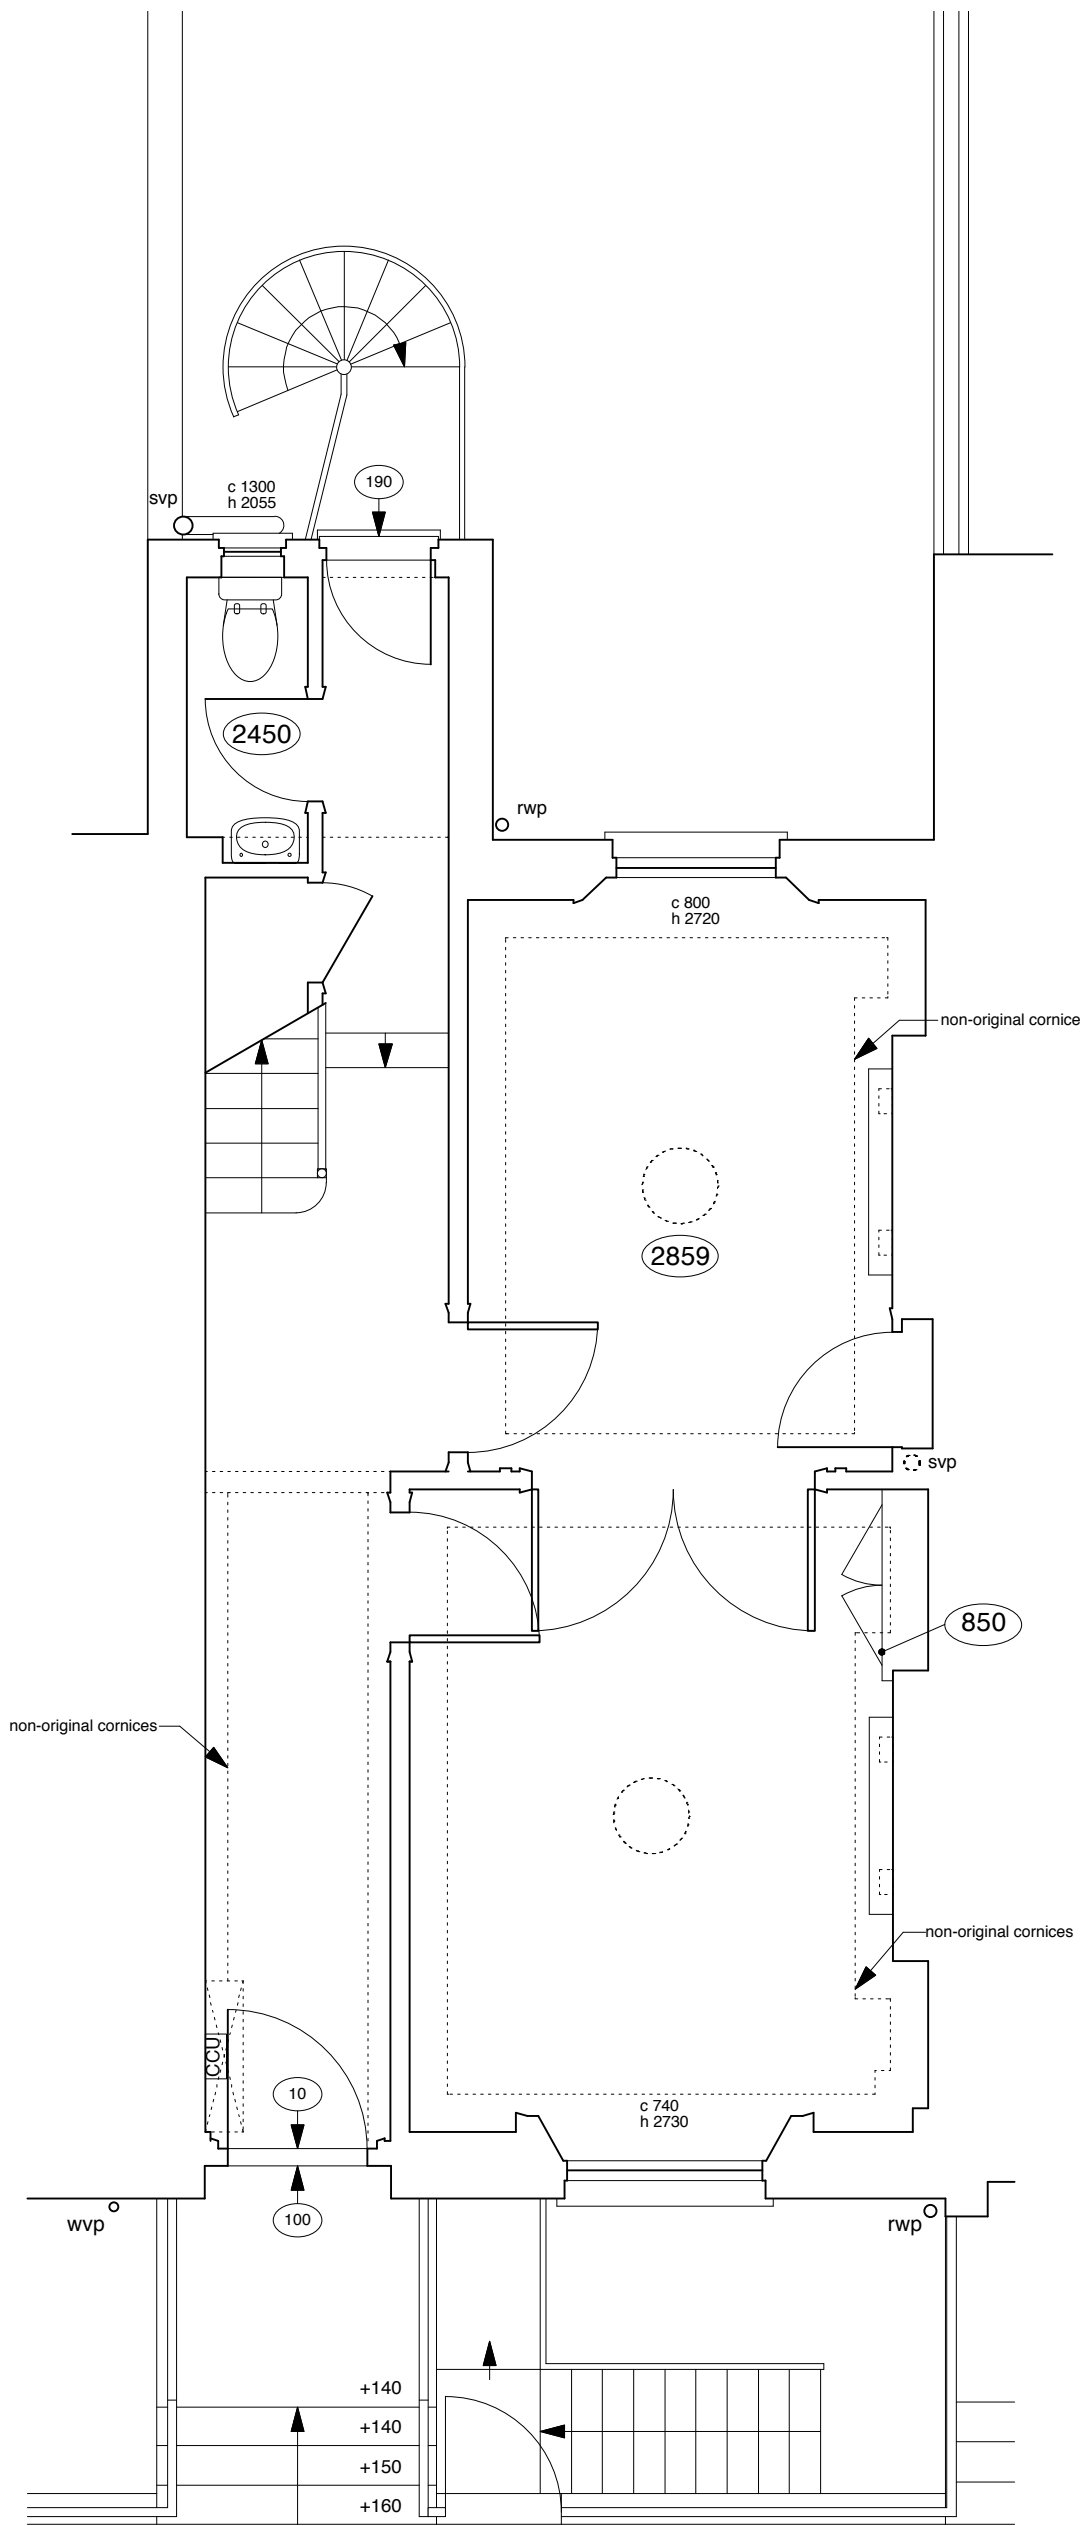 svp
c 1300
h 2055
190
2450
rwp
c 800
h 2720
non-original cornice
2859
svp
850
non-original cornices
non-original cornices
CCU
10
c 740
h 2730
100
wvp
rwp
+140
+140
+150
+160